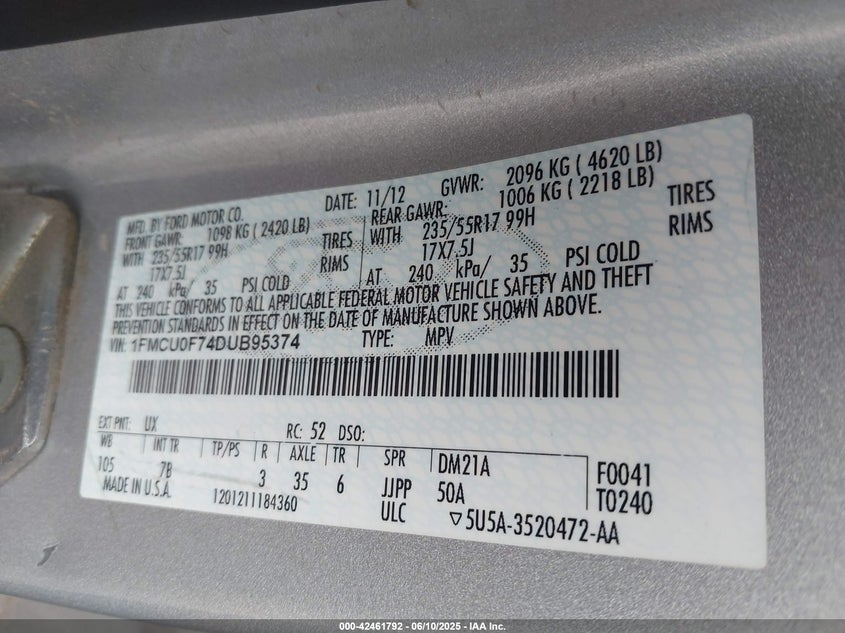 MFD. BY FORD MOTOR CO. DATE: 11/12 GVWR: 2096 KG ( 4620 LB)
FRONT GAWR: 1098 KG ( 2420 LB) REAR GAWR: 1006 KG ( 2218 LB)
WITH 235/55R17 99H TIRES WITH 235/55R17 99H TIRES
17X7.5J RIMS 17X7.5J RIMS
AT 240 kPa/ 35 PSI COLD AT 240 kPa/ 35 PSI COLD
THIS VEHICLE CONFORMS TO ALL APPLICABLE FEDERAL MOTOR VEHICLE SAFETY AND THEFT
PREVENTION STANDARDS IN EFFECT ON THE DATE OF MANUFACTURE SHOWN ABOVE.
VIN: 1FMCU0F74DUB95374 TYPE: MPV
EXT PNT: UX RC: 52 DSO:
WB INT TR TP/PS R AXLE TR SPR DM21A F0041
105 7B 3 35 6 JJPP 50A T0240
MADE IN U.S.A. 1201211184360 ULC ▽5U5A-3520472-AA
000-42461792 - 06/10/2025 - IAA Inc.